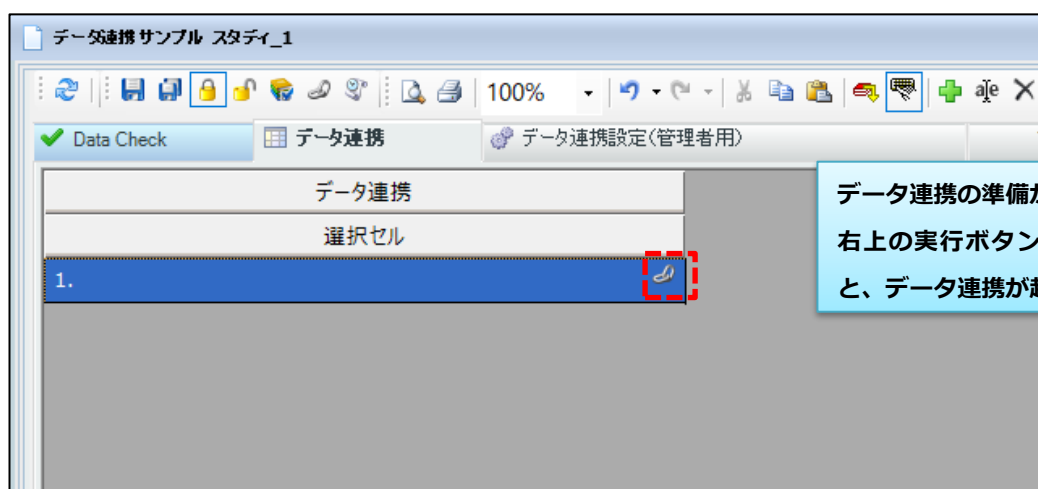 データ連携サンプル スタディ_1
100%
Data Check
データ連携
データ連携設定(管理者用)
データ連携
選択セル
1.
データ連携の準備
右上の実行ボタン
と、データ連携が